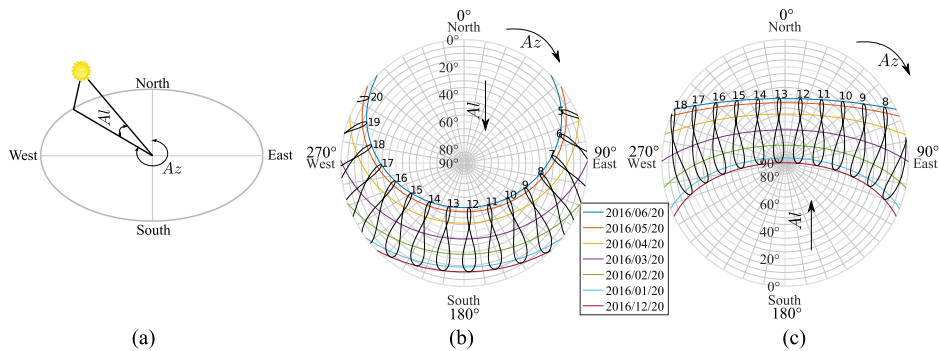 North
Al
West
East
Az
South
(a)
0°
North
Az
0°
20°
40°
60°
80°
90°
Al
20
19
18
17
16
15
14
13
12
11
10
9
8
7
6
5
270°
West
90°
East
South
180°
(b)
2016/06/20
2016/05/20
2016/04/20
2016/03/20
2016/02/20
2016/01/20
2016/12/20
0°
North
Az
18
17
16
15
14
13
12
11
10
9
8
270°
West
90°
East
90°
80°
60°
40°
20°
0°
Al
South
180°
(c)